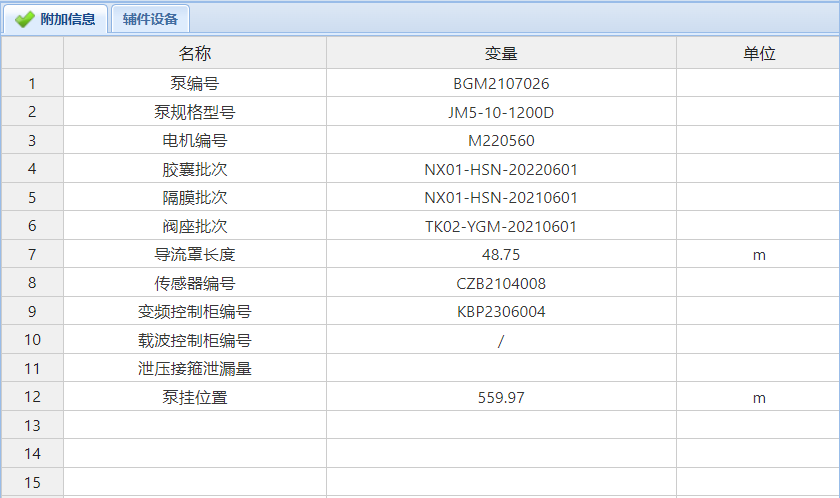 附加信息 辅件设备
名称 变量 单位
1 泵编号 BGM2107026
2 泵规格型号 JM5-10-1200D
3 电机编号 M220560
4 胶囊批次 NX01-HSN-20220601
5 隔膜批次 NX01-HSN-20210601
6 阀座批次 TK02-YGM-20210601
7 导流罩长度 48.75 m
8 传感器编号 CZB2104008
9 变频控制柜编号 KBP2306004
10 载波控制柜编号 /
11 泄压接箍泄漏量
12 泵挂位置 559.97 m
13
14
15